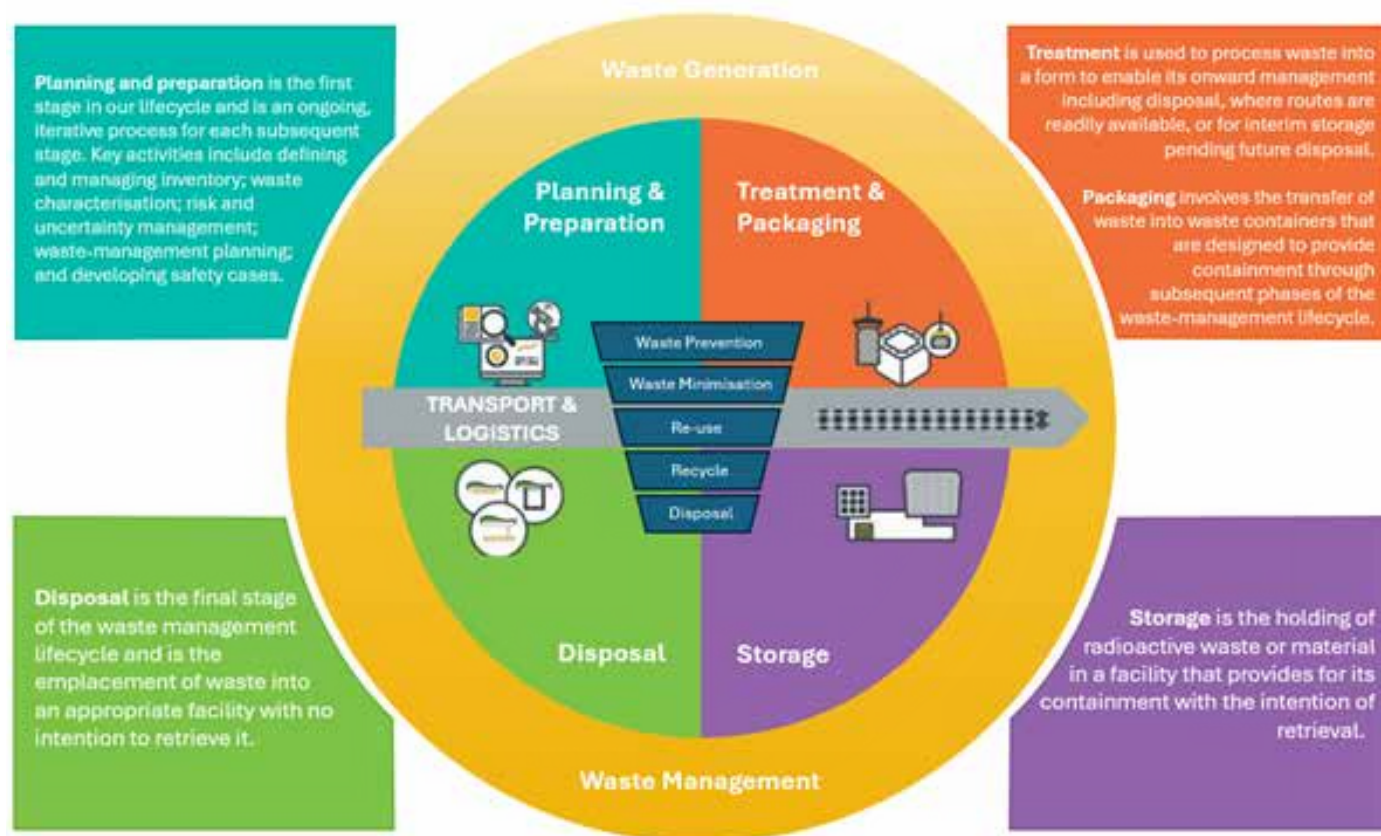 Planning and preparation is the first
stage in our lifecycle and is an ongoing,
iterative process for each subsequent
stage. Key activities include defining
and managing inventory; waste
characterisation; risk and
uncertainty management;
waste-management planning;
and developing safety cases.
Waste Generation
Treatment is used to process waste into
a form to enable its onward management
including disposal, where routes are
readily available, or for interim storage
pending future disposal.
Packaging involves the transfer of
waste into waste containers that
are designed to provide
containment through
subsequent phases of the
waste-management lifecycle.
Planning &
Preparation
Treatment &
Packaging
TRANSPORT &
LOGISTICS
Waste Prevention
Waste Minimisation
Re-use
Recycle
Disposal
Disposal
Storage
Disposal is the final stage
of the waste management
lifecycle and is the
emplacement of waste into
an appropriate facility with no
intention to retrieve it.
Storage is the holding of
radioactive waste or material
in a facility that provides for its
containment with the intention of
retrieval.
Waste Management